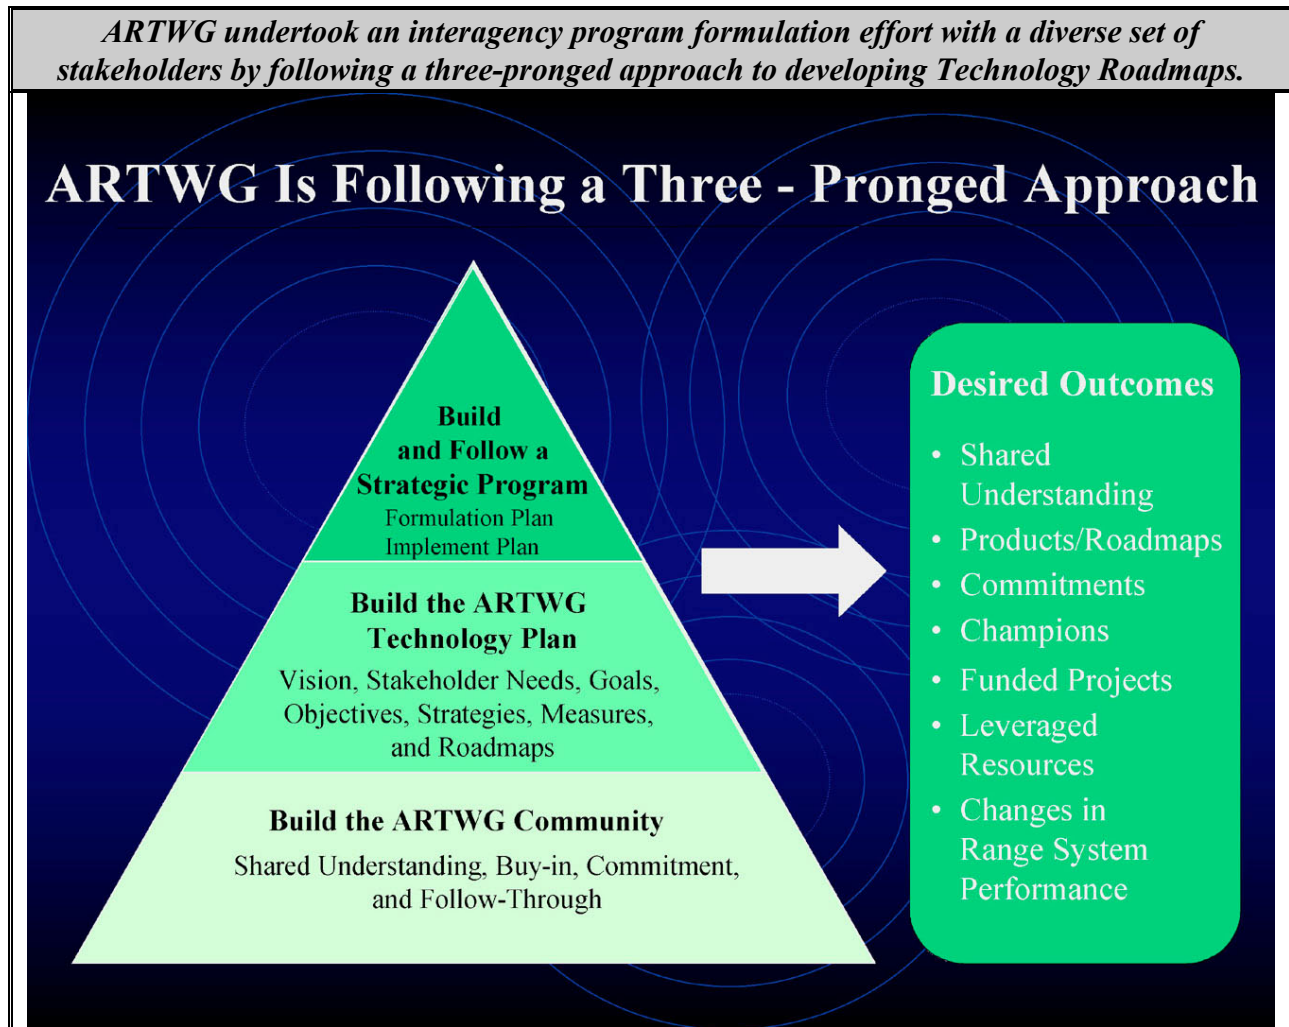 ARTWG undertook an interagency program formulation effort with a diverse set of
stakeholders by following a three-pronged approach to developing Technology Roadmaps.
ARTWG Is Following a Three - Pronged Approach
Build
and Follow a
Strategic Program
Formulation Plan
Implement Plan
Build the ARTWG
Technology Plan
Vision, Stakeholder Needs, Goals,
Objectives, Strategies, Measures,
and Roadmaps
Build the ARTWG Community
Shared Understanding, Buy-in, Commitment,
and Follow-Through
Desired Outcomes
• Shared
Understanding
• Products/Roadmaps
• Commitments
• Champions
• Funded Projects
• Leveraged
Resources
• Changes in
Range System
Performance